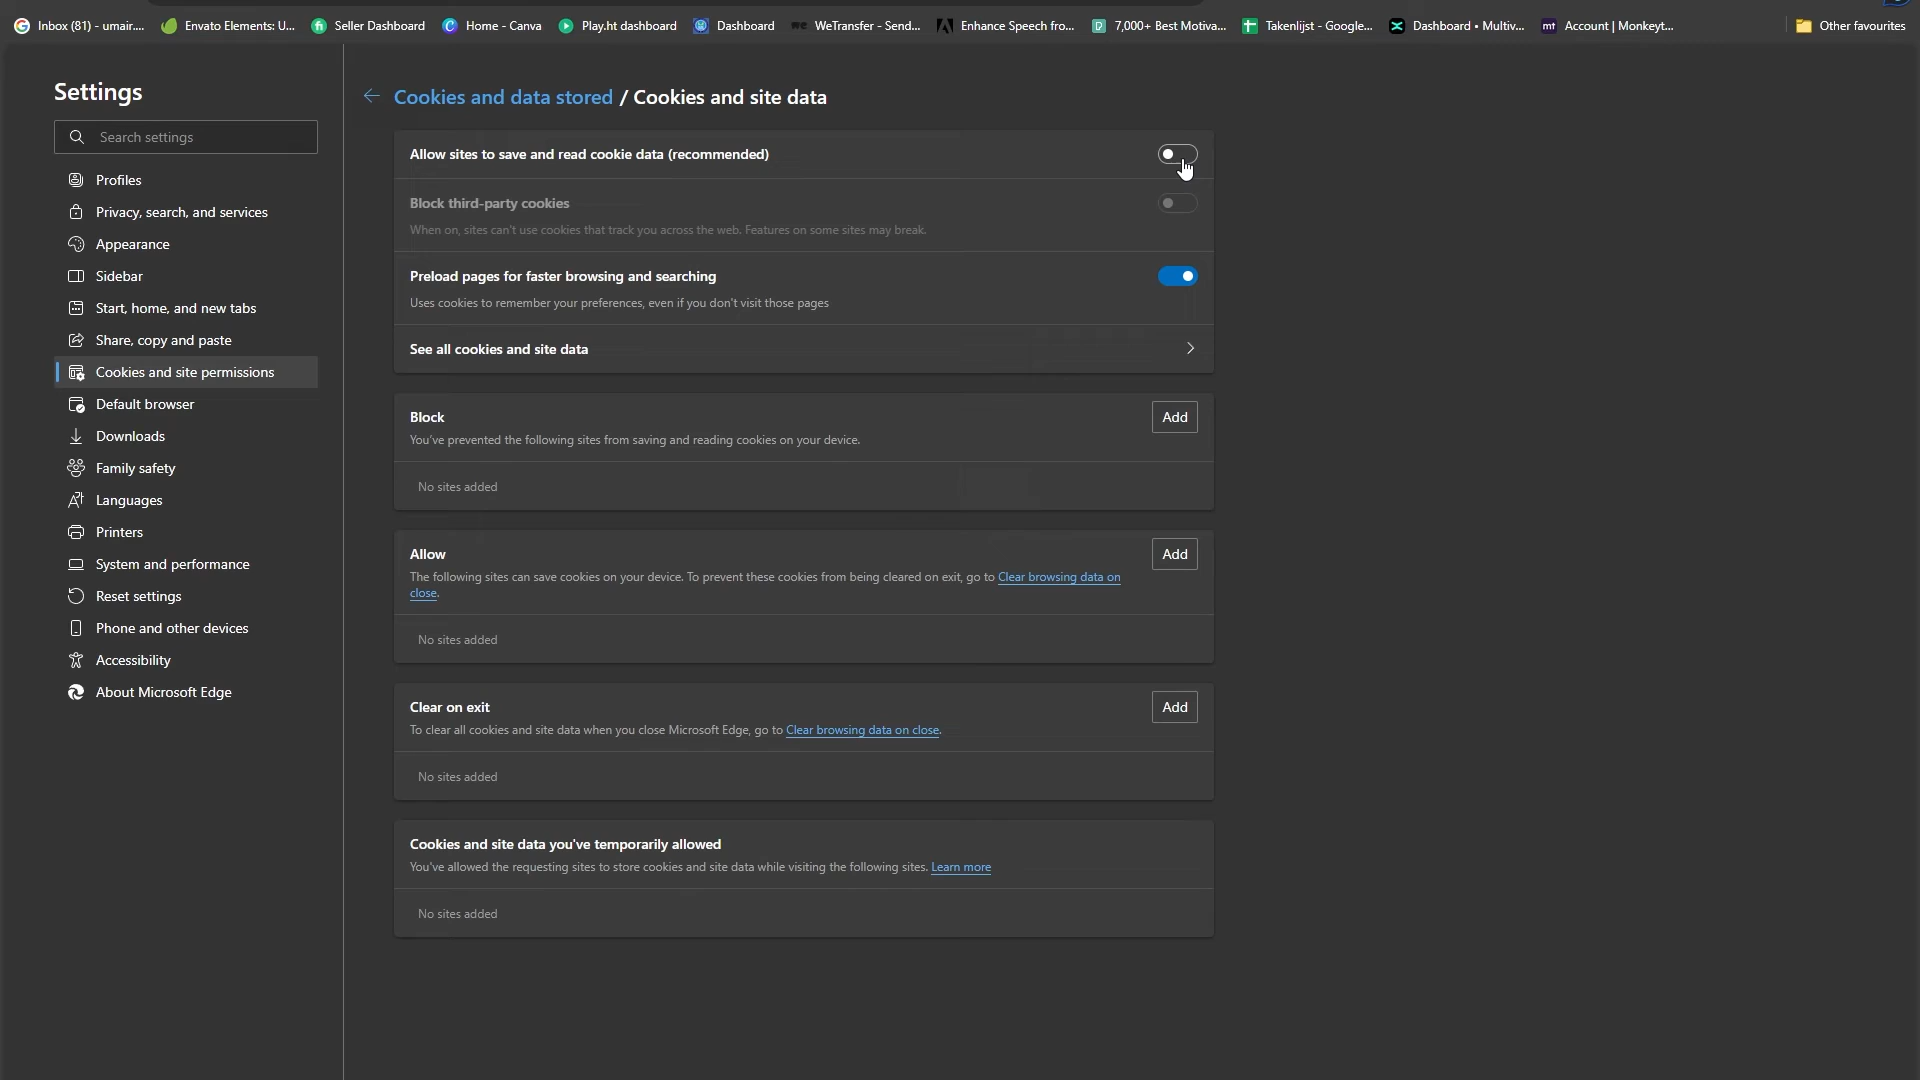 Inbox (81) - umair.... Envato Elements: U... Seller Dashboard Home - Canva Play.ht dashboard Dashboard WeTransfer - Send... Enhance Speech fro... 7,000+ Best Motiva... Takenlijst - Google... Dashboard • Multiv... mt Account | Monkeyt... Other favourites
Settings
Search settings
Profiles
Privacy, search, and services
Appearance
Sidebar
Start, home, and new tabs
Share, copy and paste
Cookies and site permissions
Default browser
Downloads
Family safety
Languages
Printers
System and performance
Reset settings
Phone and other devices
Accessibility
About Microsoft Edge
Cookies and data stored / Cookies and site data
Allow sites to save and read cookie data (recommended)
Block third-party cookies
When on, sites can't use cookies that track you across the web. Features on some sites may break.
Preload pages for faster browsing and searching
Uses cookies to remember your preferences, even if you don't visit those pages
See all cookies and site data
Block Add
You've prevented the following sites from saving and reading cookies on your device.
No sites added
Allow Add
The following sites can save cookies on your device. To prevent these cookies from being cleared on exit, go to Clear browsing data on
close.
No sites added
Clear on exit Add
To clear all cookies and site data when you close Microsoft Edge, go to Clear browsing data on close.
No sites added
Cookies and site data you've temporarily allowed
You've allowed the requesting sites to store cookies and site data while visiting the following sites. Learn more
No sites added